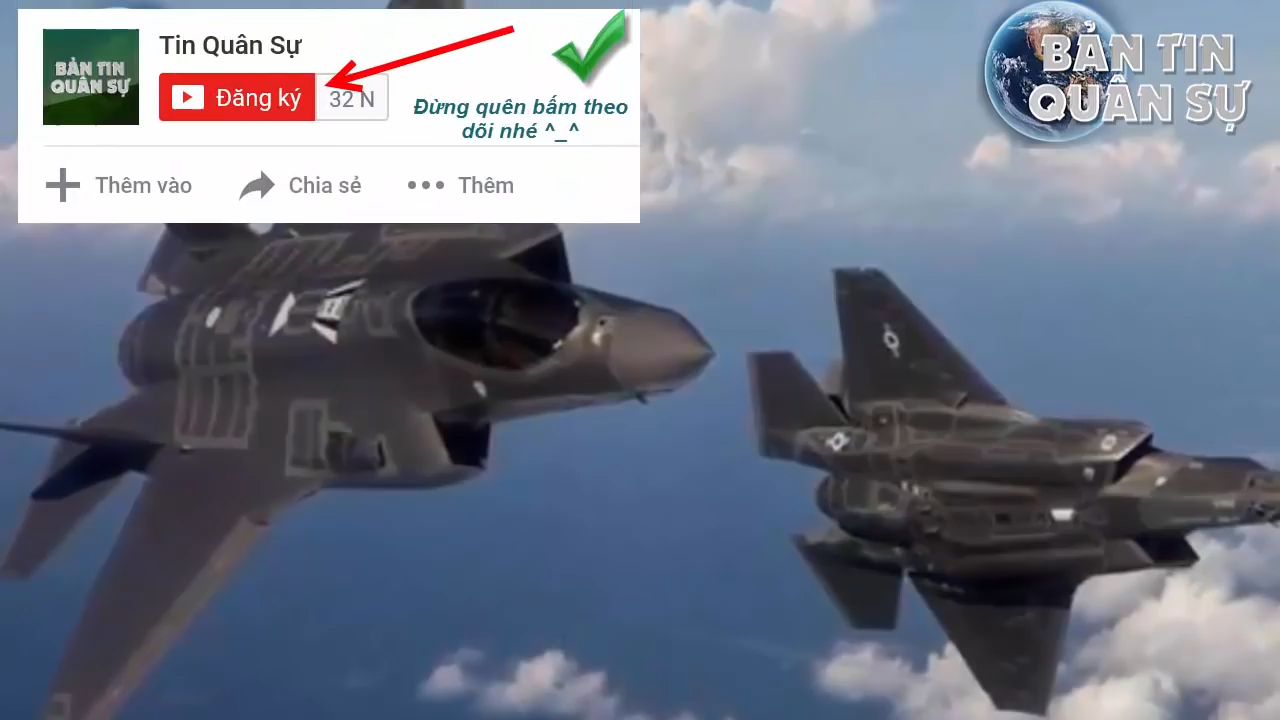 Tin Quân Sự
BẢN TIN
QUÂN SỰ
Đăng ký
32 N
Đừng quên bấm theo
dõi nhé ^_^
Thêm vào
Chia sẻ
Thêm
BẢN TIN
QUÂN SỰ